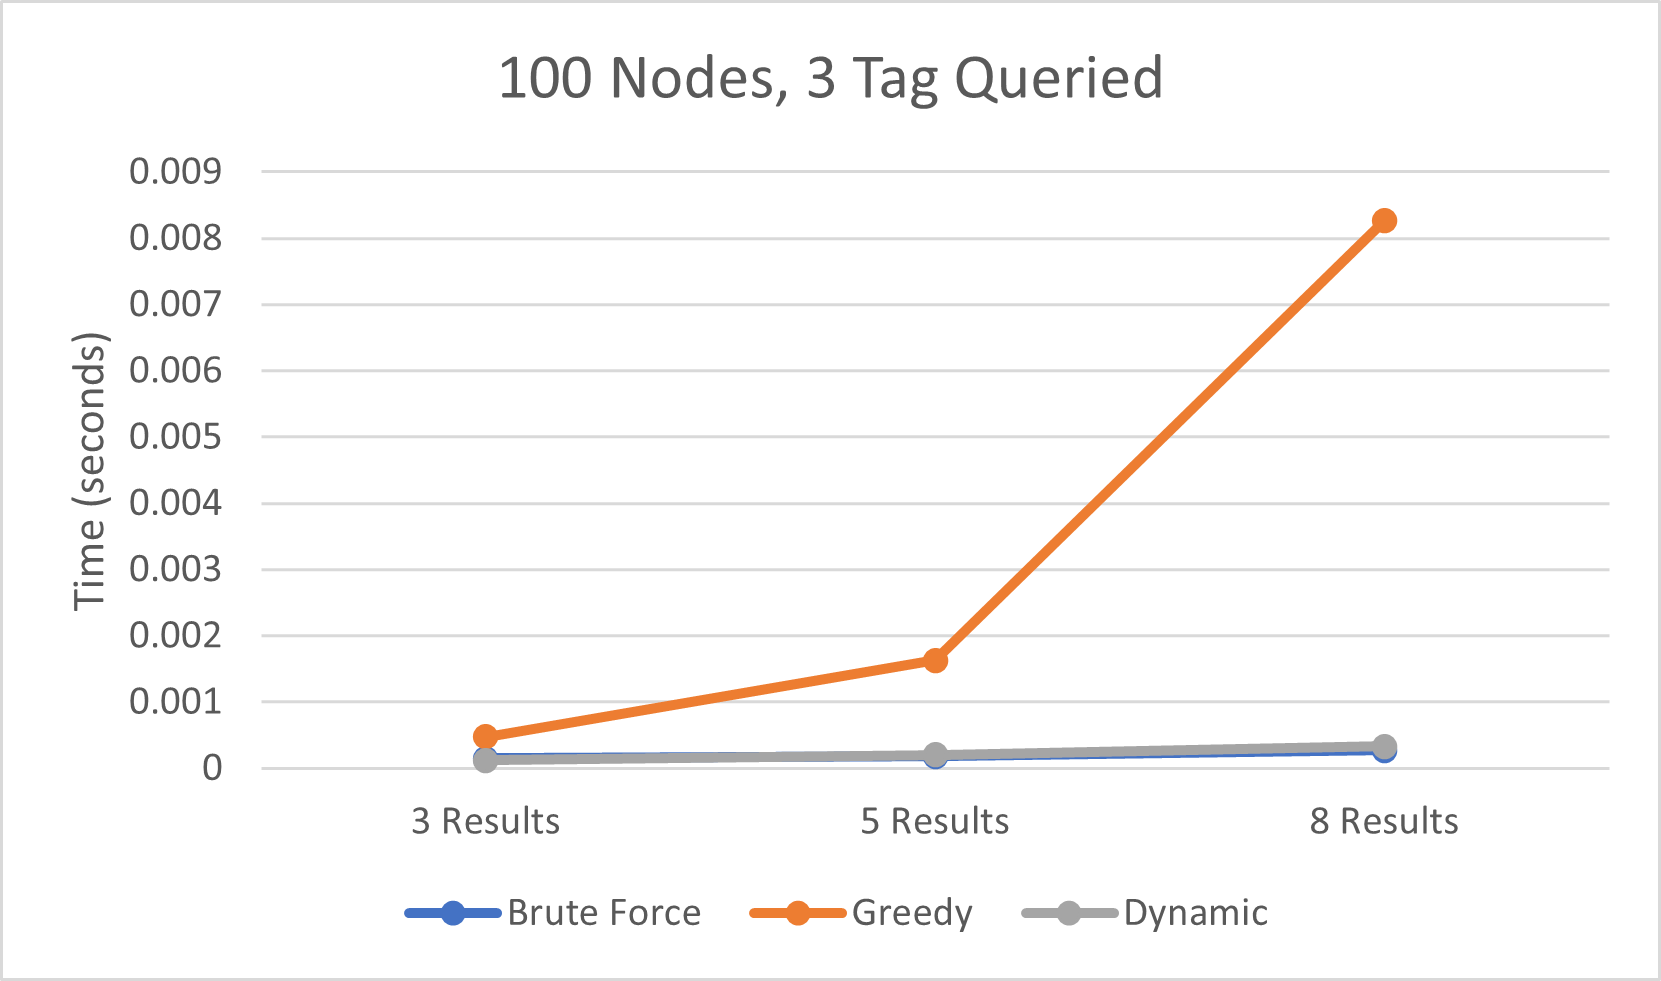 100 Nodes, 3 Tag Queried
0.009
0.008
0.007
0.006
0.005
0.004
0.003
0.002
0.001
0
Time (seconds)
3 Results
5 Results
8 Results
Brute Force
Greedy
Dynamic